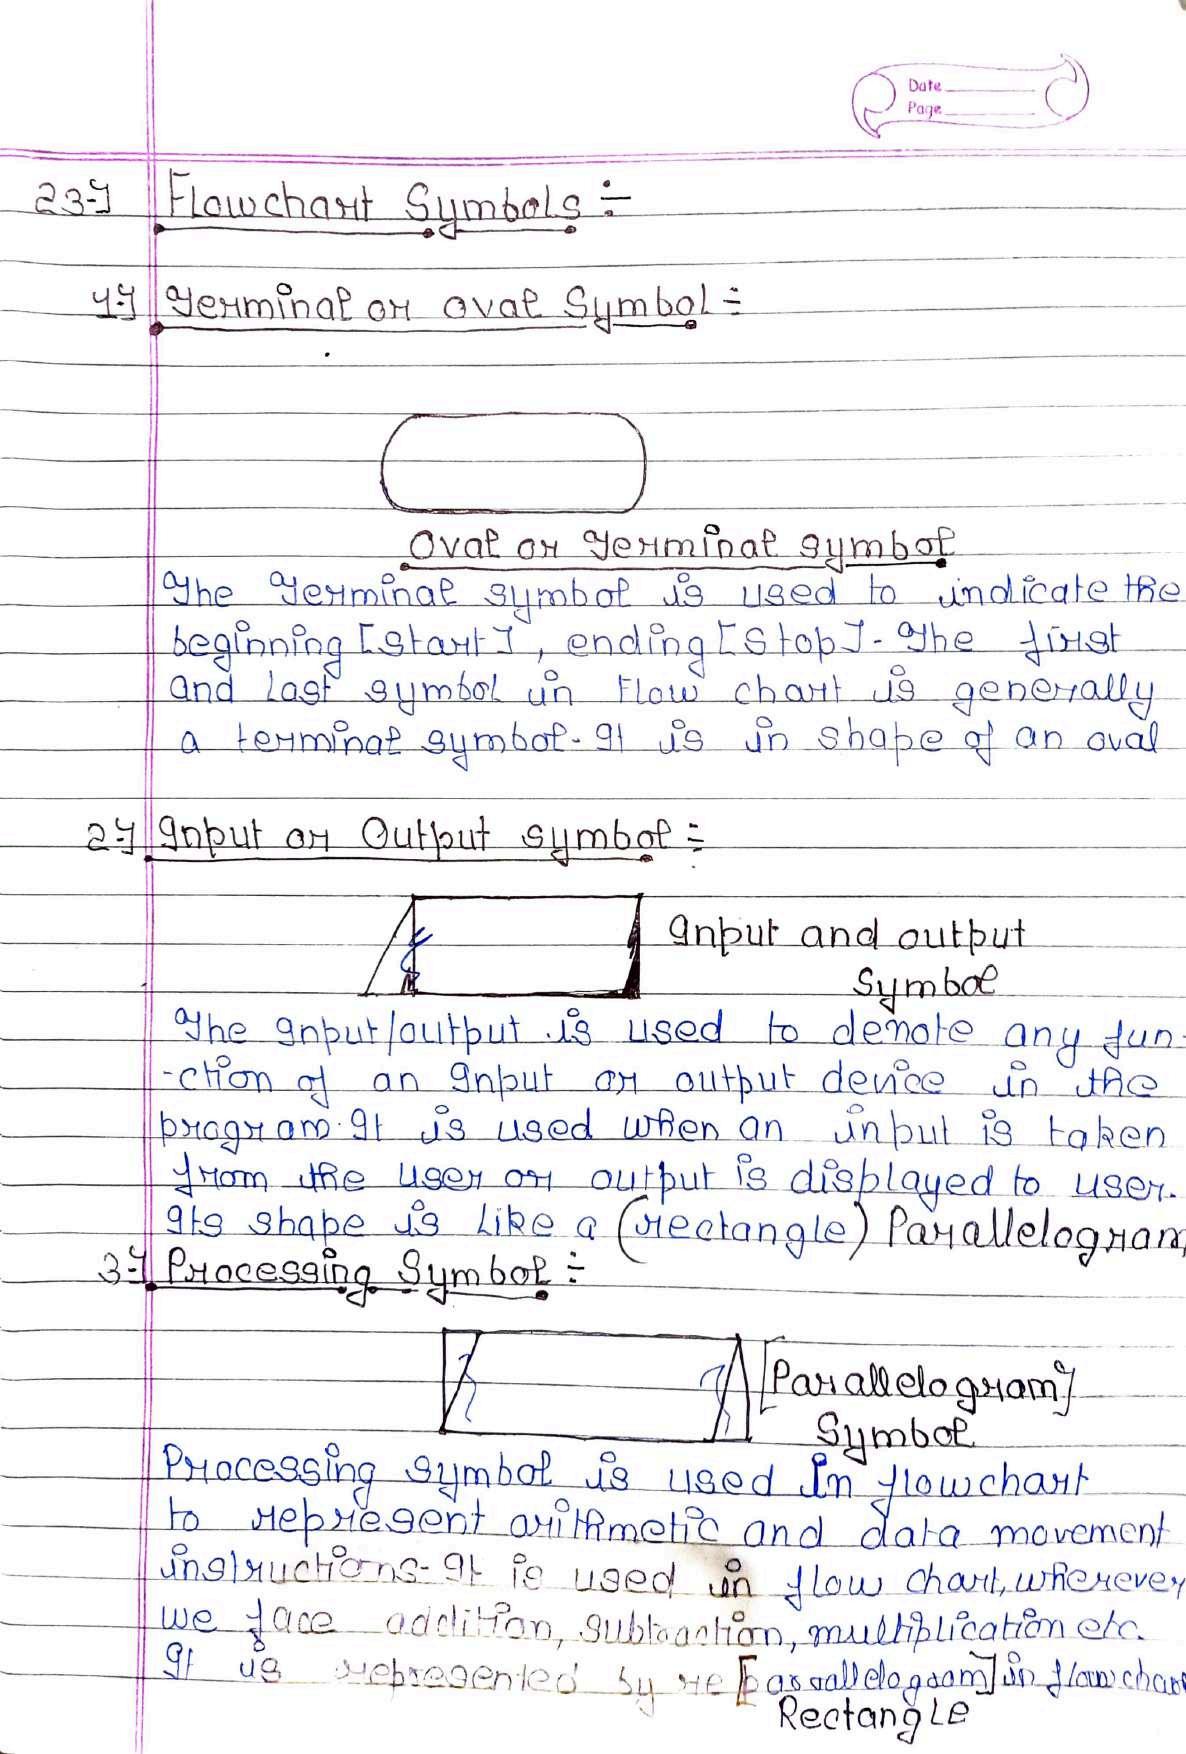 Date
Page
23-} Flowchart Symbols :-
1-} Terminal or oval Symbol :-
Oval or Terminal symbol
The Terminal symbol is used to indicate the
beginning [Start], ending [Stop]. The first
and last symbol in Flow chart is generally
a terminal symbol. It is in shape of an oval
2-} Input or Output symbol :-
Input and output
Symbol
The Input/output is used to denote any fun-
-ction of an Input or output device in the
program. It is used when an input is taken
from the user or output is displayed to user.
Its shape is like a (rectangle) Parallelogram,
3-} Processing Symbol :-
[Parallelogram]
Symbol
Processing symbol is used In flowchart
to represent arithmetic and data movement
instructions. It is used in flow chart, wherever
we face addition, subtraction, multiplication etc.
It is represented by re [parallelogram] in flowchart
Rectangle